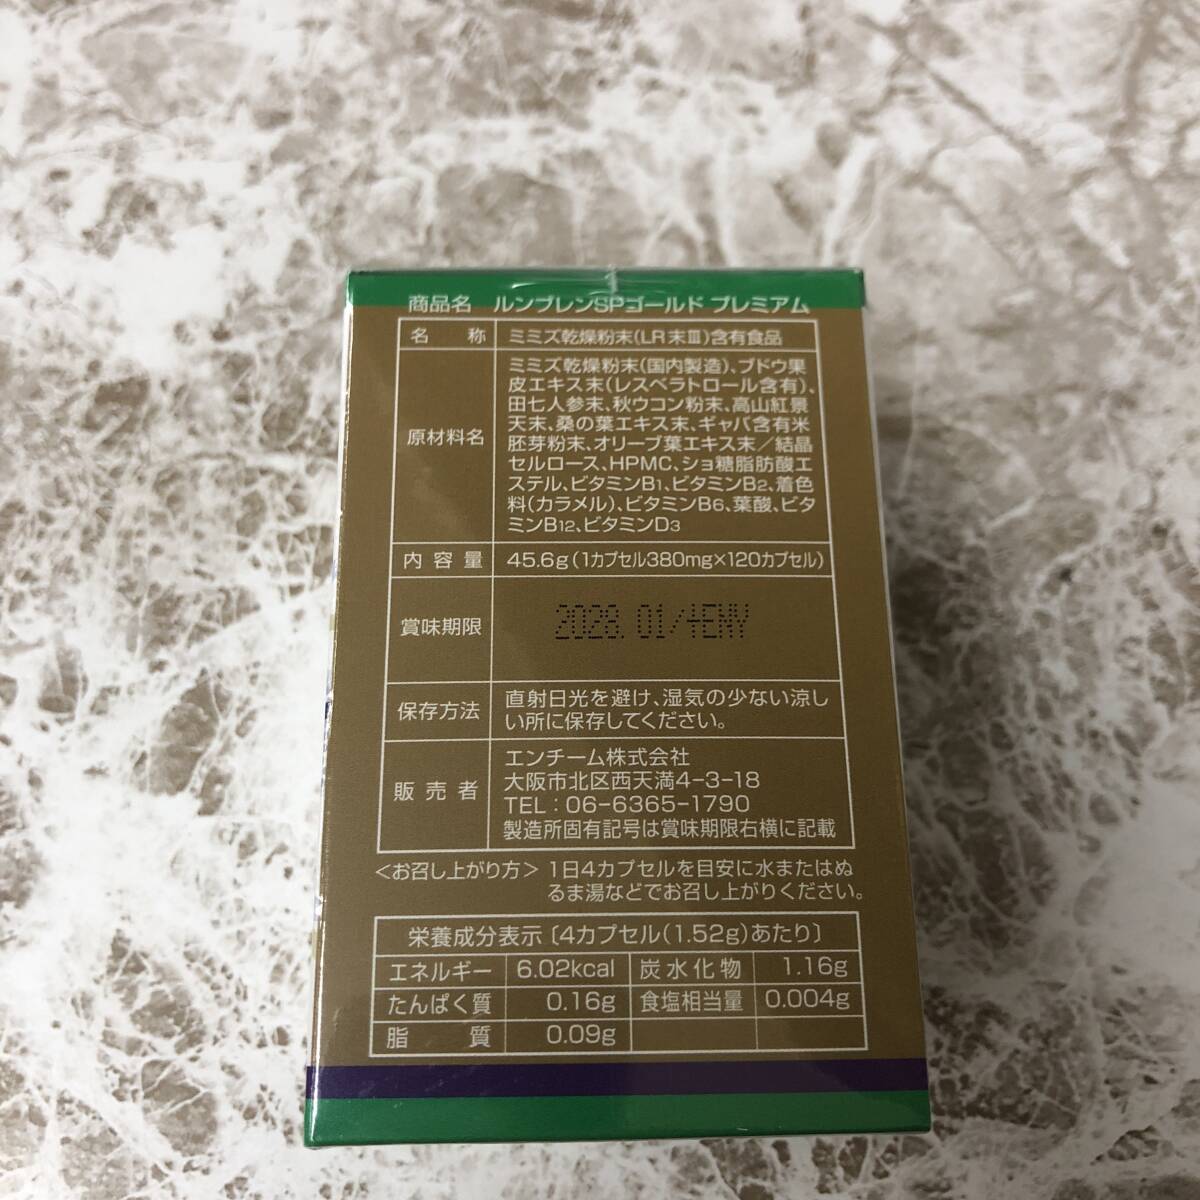 商品名 ルンブレンSPゴールド プレミアム
名称 ミミズ乾燥粉末(LR末Ⅲ)含有食品
原材料名
ミミズ乾燥粉末(国内製造)、ブドウ果
皮エキス末(レスベラトロール含有)、
田七人参末、秋ウコン粉末、高山紅景
天末、桑の葉エキス末、ギャバ含有米
胚芽粉末、オリーブ葉エキス末／結晶
セルロース、HPMC、ショ糖脂肪酸エ
ステル、ビタミンB1、ビタミンB2、着色
料(カラメル)、ビタミンB6、葉酸、ビタ
ミンB12、ビタミンD3
内容量 45.6g(1カプセル380mg×120カプセル)
賞味期限 2028.01/4EMY
保存方法
直射日光を避け、湿気の少ない涼し
い所に保存してください。
販売者
エンチーム株式会社
大阪市北区西天満4-3-18
TEL：06-6365-1790
製造所固有記号は賞味期限右横に記載
＜お召し上がり方＞ 1日4カプセルを目安に水またはぬ
るま湯などでお召し上がりください。
栄養成分表示〔4カプセル(1.52g)あたり〕
エネルギー 6.02kcal 炭水化物 1.16g
たんぱく質 0.16g 食塩相当量 0.004g
脂質 0.09g